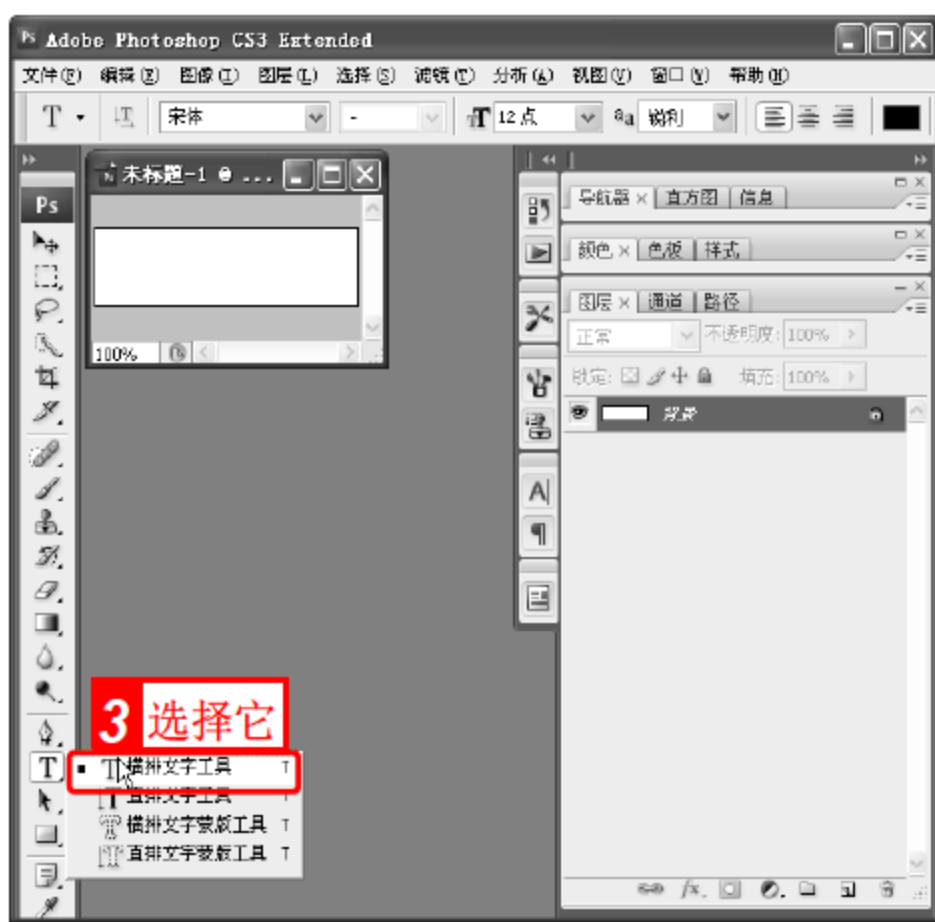 Ps Adobe Photoshop CS3 Extended
文件(F) 编辑(E) 图像(I) 图层(L) 选择(S) 滤镜(T) 分析(A) 视图(V) 窗口(W) 帮助(H)
T T 宋体 - T 12 点 aa 锐利
未标题-1 @ ...
Ps
导航器 × 直方图 信息
颜色 × 色板 样式
图层 × 通道 路径
正常 不透明度: 100%
100%
锁定: 填充: 100%
背景
A
3 选择它
T 横排文字工具 T
T 直排文字工具 T
横排文字蒙版工具 T
直排文字蒙版工具 T
fx.